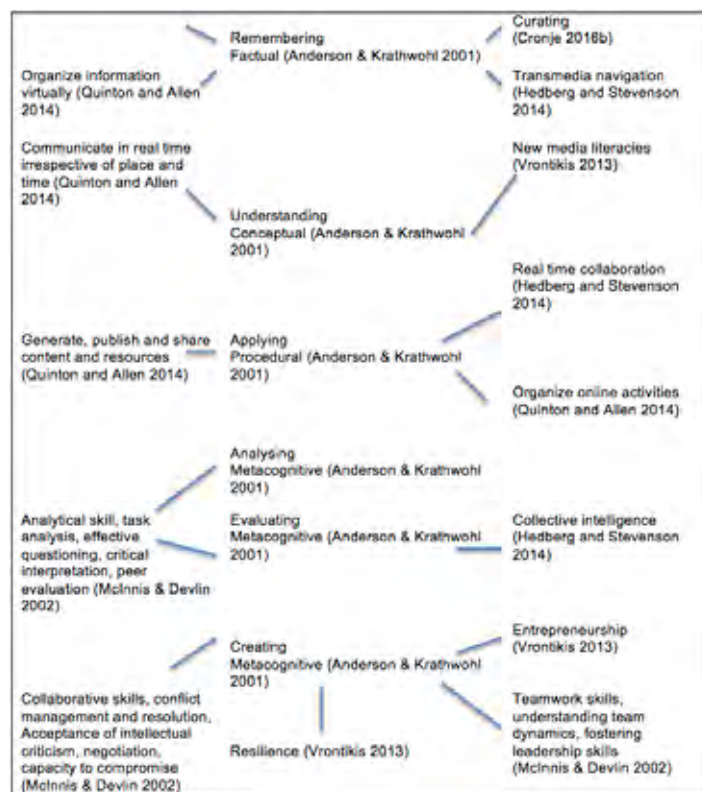 Remembering
Factual (Anderson & Krathwohl 2001)
Curating
(Cronje 2016b)
Organize information
virtually (Quinton and Allen
2014)
Transmedia navigation
(Hedberg and Stevenson
2014)
Communicate in real time
irrespective of place and
time (Quinton and Allen
2014)
New media literacies
(Vrontikis 2013)
Understanding
Conceptual (Anderson & Krathwohl
2001)
Real time collaboration
(Hedberg and Stevenson
2014)
Generate, publish and share
content and resources
(Quinton and Allen 2014)
Applying
Procedural (Anderson & Krathwohl
2001)
Organize online activities
(Quinton and Allen 2014)
Analysing
Metacognitive (Anderson & Krathwohl
2001)
Analytical skill, task
analysis, effective
questioning, critical
interpretation, peer
evaluation (McInnis & Devlin
2002)
Evaluating
Metacognitive (Anderson & Krathwohl
2001)
Collective intelligence
(Hedberg and Stevenson
2014)
Creating
Metacognitive (Anderson & Krathwohl
2001)
Entrepreneurship
(Vrontikis 2013)
Collaborative skills, conflict
management and resolution,
Acceptance of intellectual
criticism, negotiation,
capacity to compromise
(McInnis & Devlin 2002)
Resilience (Vrontikis 2013)
Teamwork skills,
understanding team
dynamics, fostering
leadership skills
(McInnis & Devlin 2002)